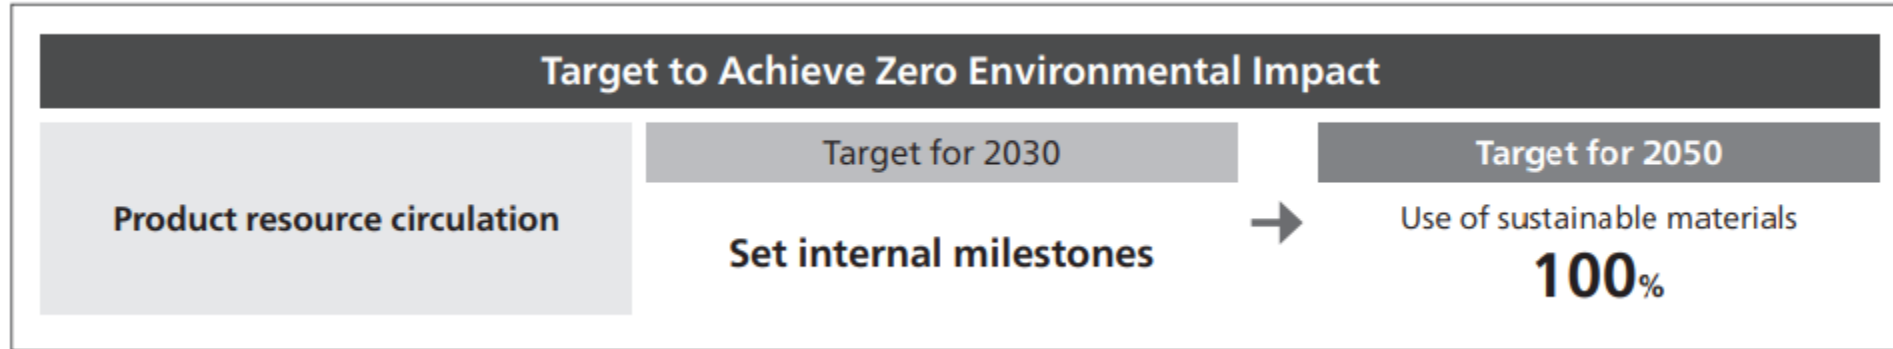 Target to Achieve Zero Environmental Impact
Product resource circulation
Target for 2030
Set internal milestones
Target for 2050
Use of sustainable materials
100%